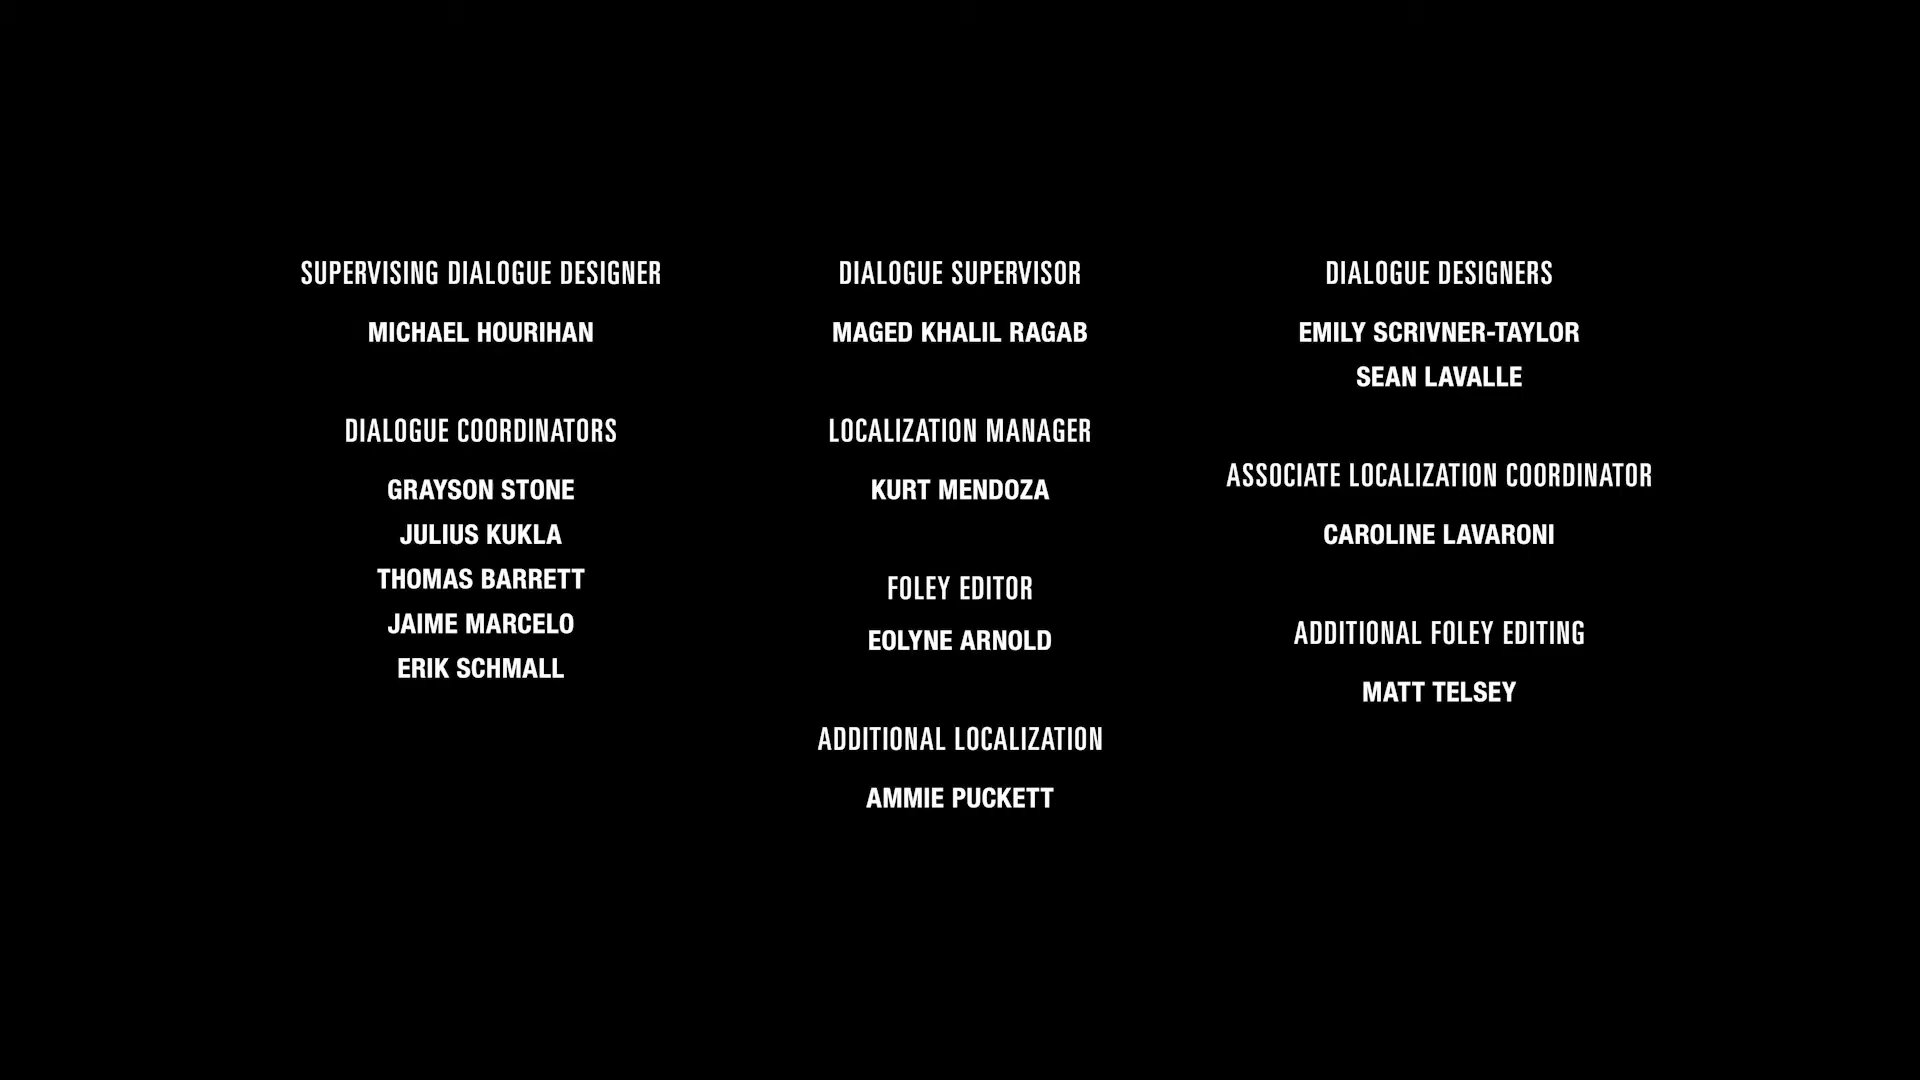 SUPERVISING DIALOGUE DESIGNER
MICHAEL HOURIHAN
DIALOGUE COORDINATORS
GRAYSON STONE
JULIUS KUKLA
THOMAS BARRETT
JAIME MARCELO
ERIK SCHMALL
DIALOGUE SUPERVISOR
MAGED KHALIL RAGAB
LOCALIZATION MANAGER
KURT MENDOZA
FOLEY EDITOR
EOLYNE ARNOLD
ADDITIONAL LOCALIZATION
AMMIE PUCKETT
DIALOGUE DESIGNERS
EMILY SCRIVNER-TAYLOR
SEAN LAVALLE
ASSOCIATE LOCALIZATION COORDINATOR
CAROLINE LAVARONI
ADDITIONAL FOLEY EDITING
MATT TELSEY